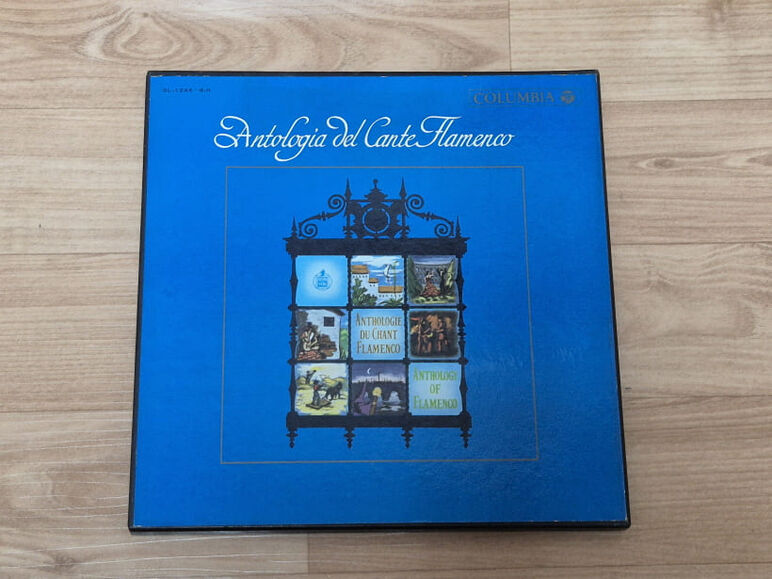 COLUMBIA
Antologia del Cante Flamenco
ANTHOLOGIE
DU CHANT
FLAMENCO
ANTHOLOGY
OF
FLAMENCO